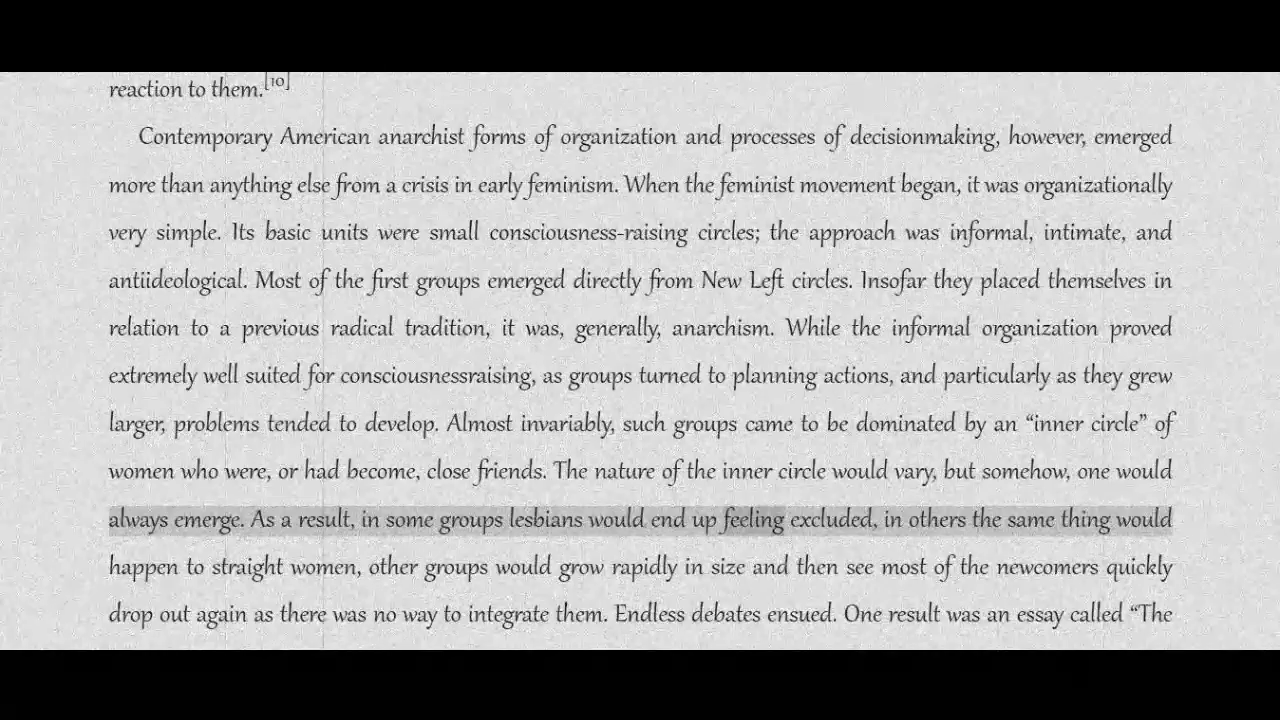 reaction to them.[10]
Contemporary American anarchist forms of organization and processes of decisionmaking, however, emerged
more than anything else from a crisis in early feminism. When the feminist movement began, it was organizationally
very simple. Its basic units were small consciousness-raising circles; the approach was informal, intimate, and
antiideological. Most of the first groups emerged directly from New Left circles. Insofar they placed themselves in
relation to a previous radical tradition, it was, generally, anarchism. While the informal organization proved
extremely well suited for consciousnessraising, as groups turned to planning actions, and particularly as they grew
larger, problems tended to develop. Almost invariably, such groups came to be dominated by an “inner circle” of
women who were, or had become, close friends. The nature of the inner circle would vary, but somehow, one would
always emerge. As a result, in some groups lesbians would end up feeling excluded, in others the same thing would
happen to straight women, other groups would grow rapidly in size and then see most of the newcomers quickly
drop out again as there was no way to integrate them. Endless debates ensued. One result was an essay called “The